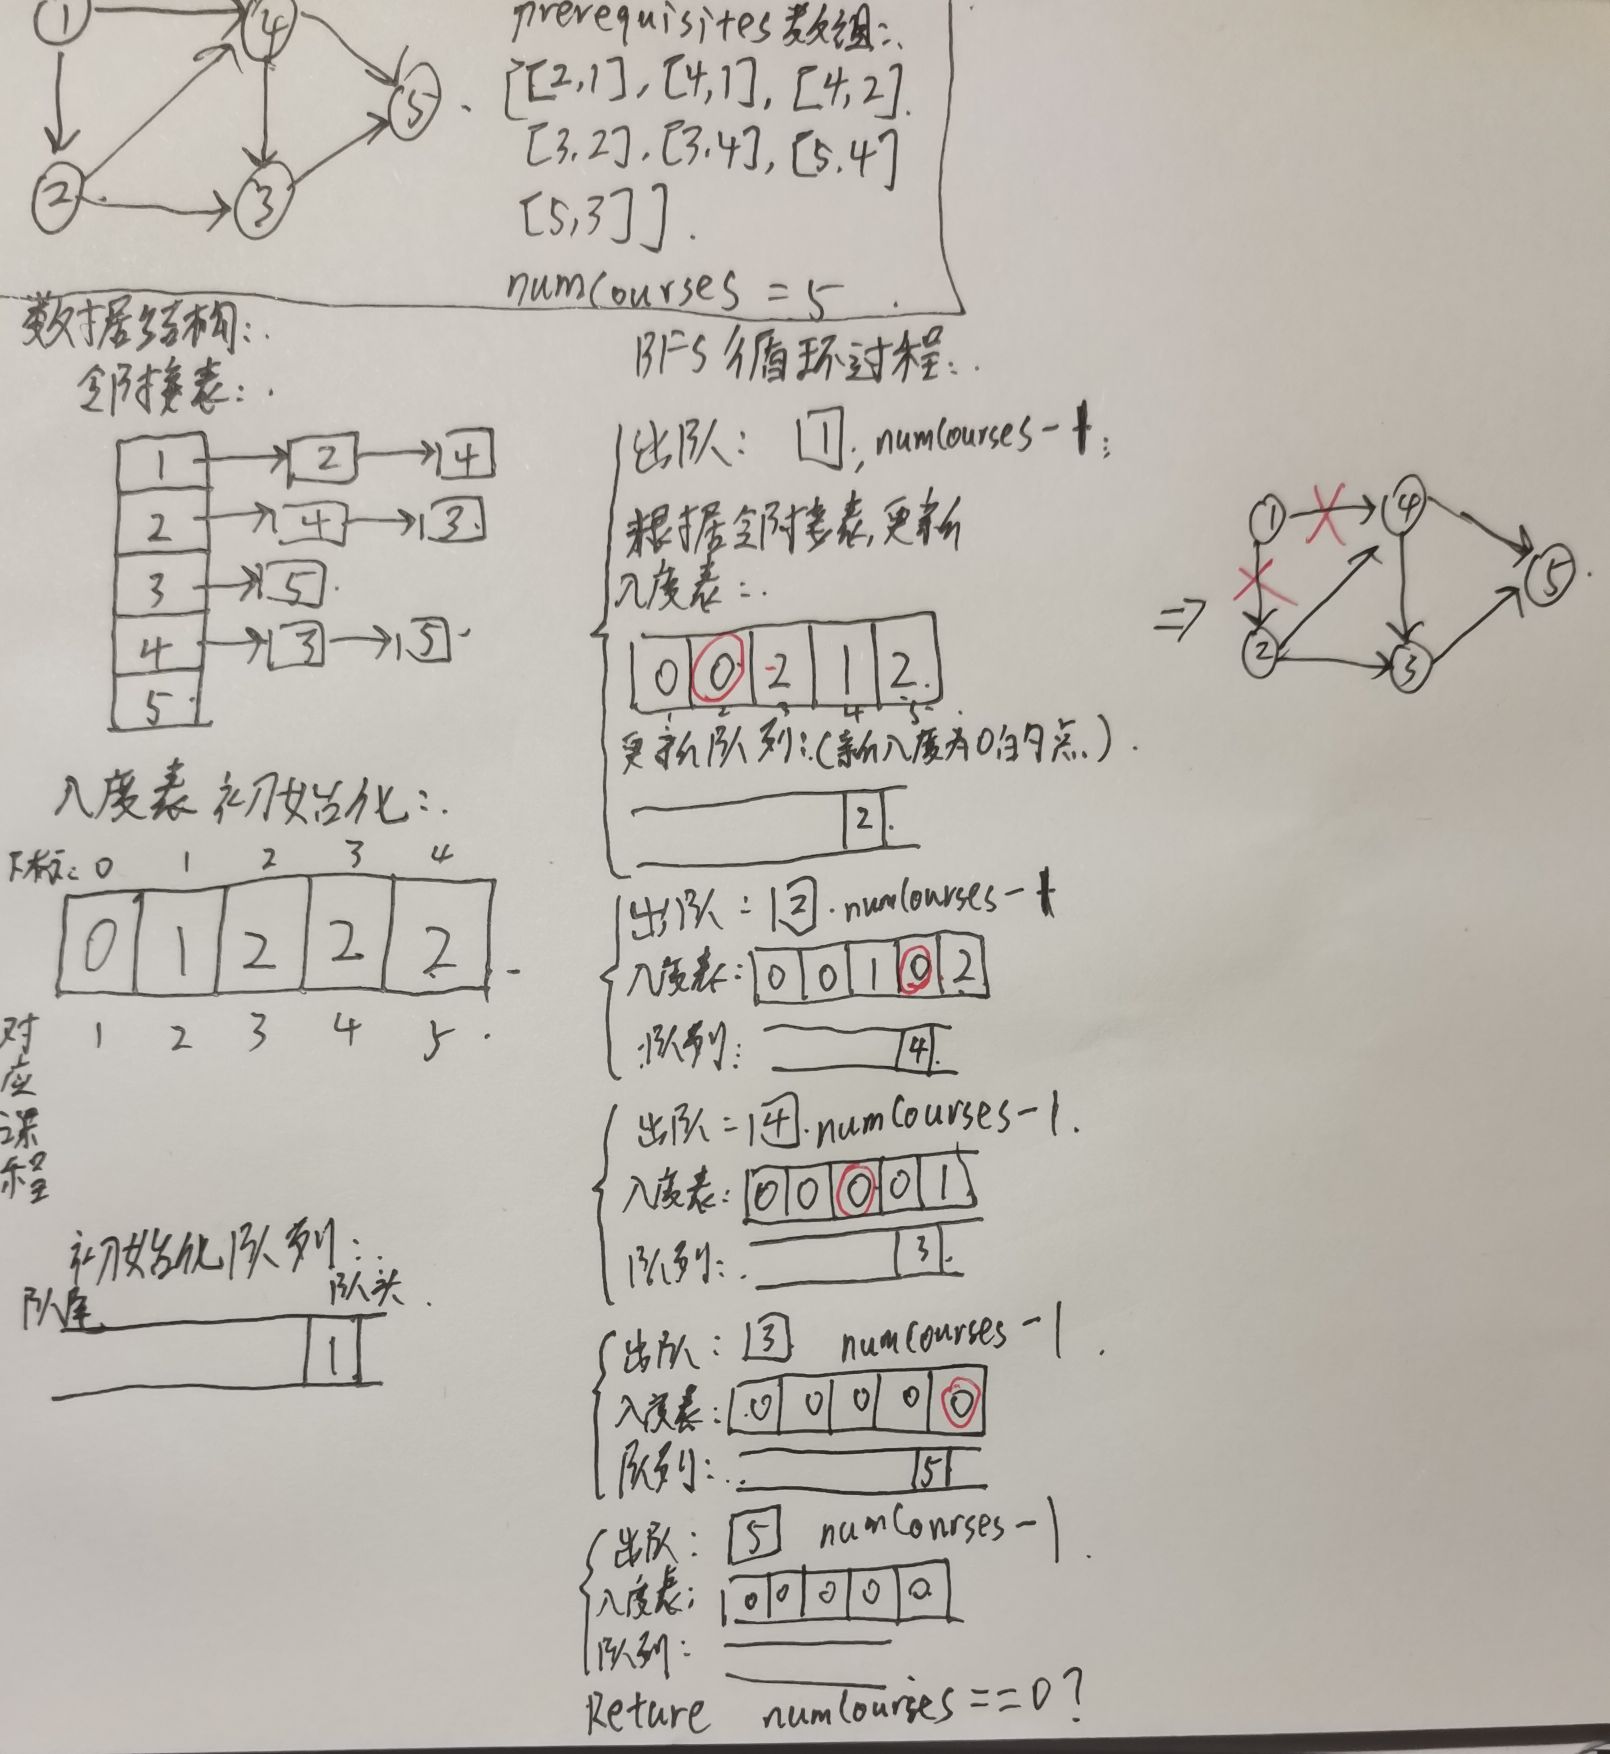 1
4
2
3
5
prerequisites数组:
[[2,1],[4,1],[4,2].
[3.2],[3.4],[5.4]
[5,3]].
numCourses = 5
数据结构:
邻接表:
1 → 2 → 4
2 → 4 → 3
3 → 5
4 → 3 → 5
5
入度表初始化:
下标: 0 1 2 3 4
0 1 2 2 2
1 2 3 4 5
对应课程
初始化队列:
队尾 队头
1
BFS循环过程:
出队: 1, numCourses-1;
根据邻接表,更新
入度表:
0 0 2 1 2
1 2 3 4 5
更新队列:(新入度为0的节点)
2
出队: 2. numCourses-1
入度表: 0 0 1 0 2
队列: 4
出队: 4. numCourses-1.
入度表: 0 0 0 0 1
队列: 3
出队: 3 numCourses-1.
入度表: 0 0 0 0 0
队列: 5
出队: 5 numCourses-1.
入度表: 0 0 0 0 0
队列:
Reture numCourses==0?
⇒
1
4
2
3
5